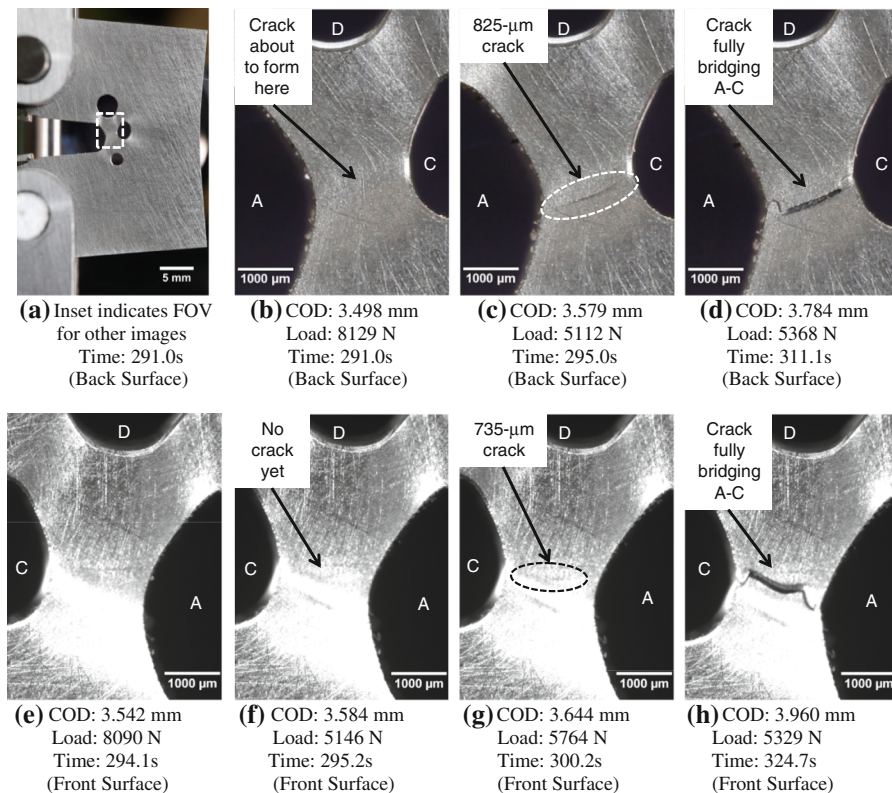 D
Crack
about
to form
here
A
C
1000 µm
5 mm
D
825-µm
crack
A
C
1000 µm
D
Crack
fully
bridging
A-C
A
C
1000 µm
(a) Inset indicates FOV
for other images
Time: 291.0s
(Back Surface)
(b) COD: 3.498 mm
Load: 8129 N
Time: 291.0s
(Back Surface)
(c) COD: 3.579 mm
Load: 5112 N
Time: 295.0s
(Back Surface)
(d) COD: 3.784 mm
Load: 5368 N
Time: 311.1s
(Back Surface)
D
C
A
1000 µm
No
crack
yet
D
C
A
1000 µm
735-µm
crack
D
C
A
1000 µm
Crack
fully
bridging
A-C
D
C
A
1000 µm
(e) COD: 3.542 mm
Load: 8090 N
Time: 294.1s
(Front Surface)
(f) COD: 3.584 mm
Load: 5146 N
Time: 295.2s
(Front Surface)
(g) COD: 3.644 mm
Load: 5764 N
Time: 300.2s
(Front Surface)
(h) COD: 3.960 mm
Load: 5329 N
Time: 324.7s
(Front Surface)